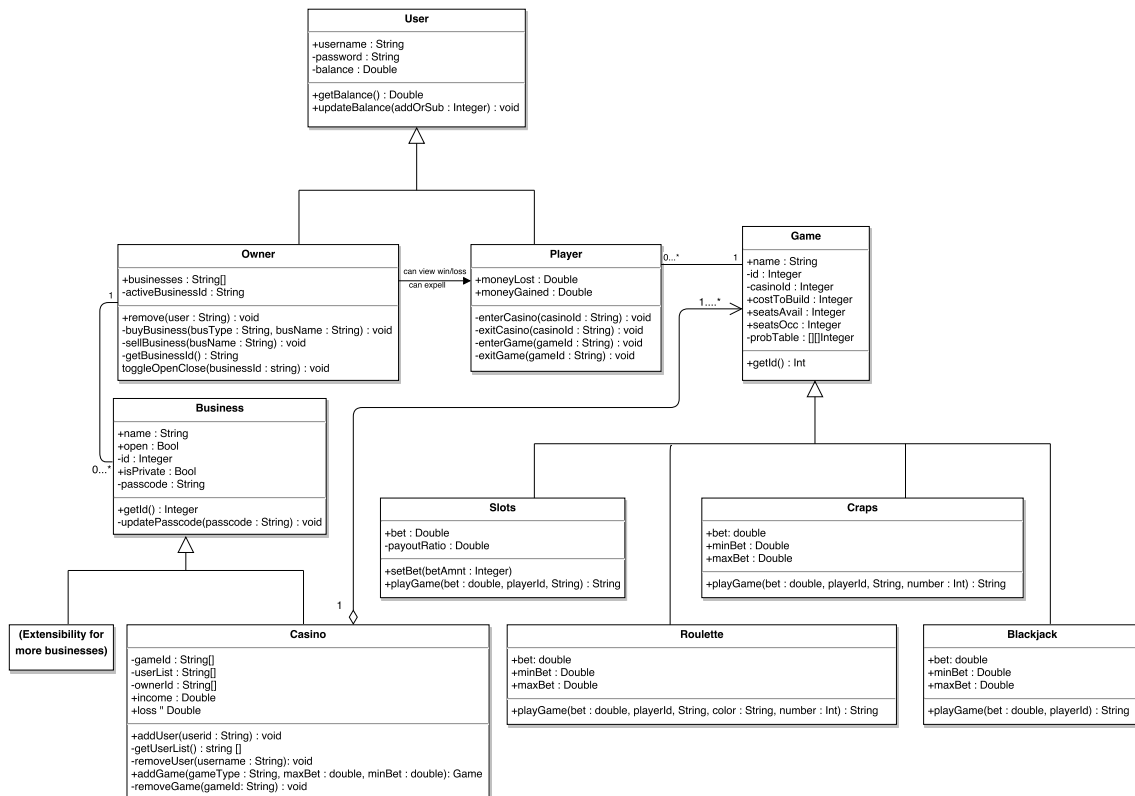 User
+username : String
-password : String
-balance : Double
+getBalance() : Double
+updateBalance(addOrSub : Integer) : void
Owner
+businesses : String[]
-activeBusinessId : String
+remove(user : String) : void
-buyBusiness(busType : String, busName : String) : void
-sellBusiness(busName : String) : void
-getBusinessId() : String
toggleOpenClose(businessId : string) : void
can view win/loss
can expell
Player
+moneyLost : Double
+moneyGained : Double
-enterCasino(casinoId : String) : void
-exitCasino(casinoId : String) : void
-enterGame(gameId : String) : void
-exitGame(gameId : String) : void
0...*
1
Game
+name : String
-id : Integer
-casinoId : Integer
+costToBuild : Integer
+seatsAvail : Integer
+seatsOcc : Integer
-probTable : [][]Integer
+getId() : Int
1
1....*
Business
+name : String
+open : Bool
-id : Integer
+isPrivate : Bool
-passcode : String
+getId() : Integer
-updatePasscode(passcode : String) : void
0...*
Slots
+bet : Double
-payoutRatio : Double
+setBet(betAmnt : Integer)
+playGame(bet : double, playerId, String) : String
Craps
+bet: double
+minBet : Double
+maxBet : Double
+playGame(bet : double, playerId, String, number : Int) : String
(Extensibility for
more businesses)
1
Casino
-gameId : String[]
-userList : String[]
-ownerId : String[]
+income : Double
+loss " Double
+addUser(userid : String) : void
-getUserList() : string []
-removeUser(username : String): void
+addGame(gameType : String, maxBet : double, minBet : double): Game
-removeGame(gameId: String) : void
Roulette
+bet: double
+minBet : Double
+maxBet : Double
+playGame(bet : double, playerId, String, color : String, number : Int) : String
Blackjack
+bet: double
+minBet : Double
+maxBet : Double
+playGame(bet : double, playerId) : String